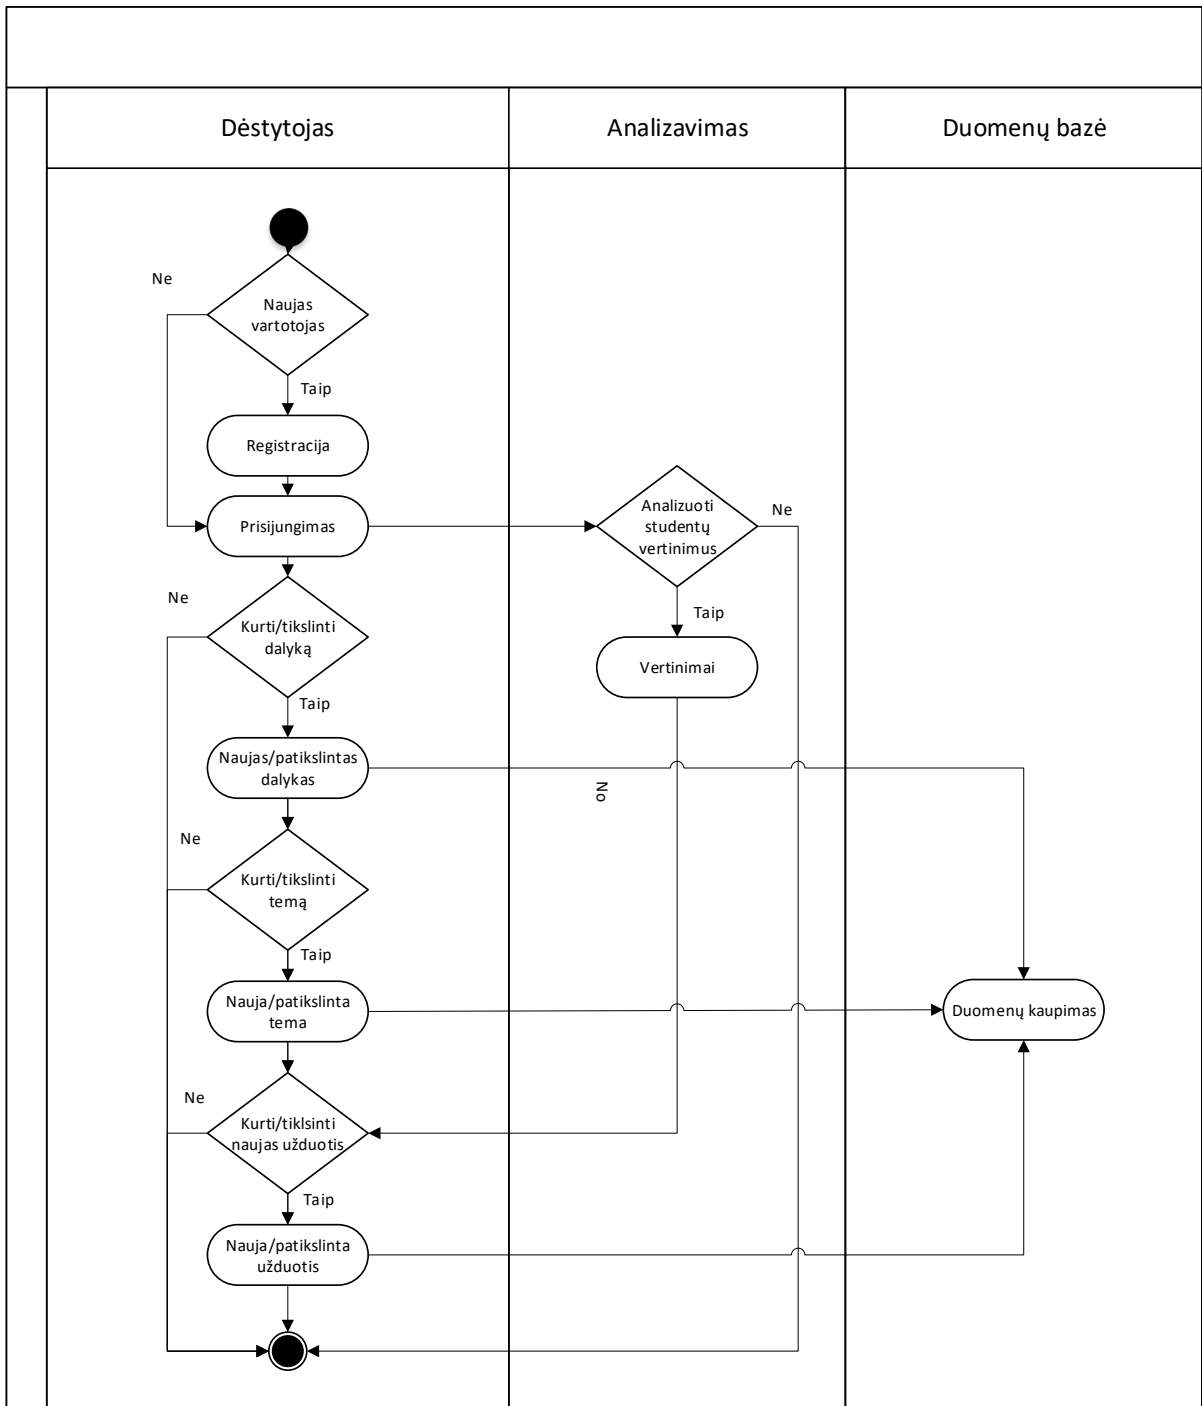 Dėstytojas
Analizavimas
Duomenų bazė
Ne
Naujas
vartotojas
Taip
Registracija
Prisijungimas
Analizuoti
studentų
vertinimus
Ne
Ne
Kurti/tikslinti
dalyką
Taip
Vertinimai
Taip
Naujas/patikslintas
dalykas
No
Ne
Kurti/tikslinti
temą
Taip
Nauja/patikslinta
tema
Duomenų kaupimas
Ne
Kurti/tiklsinti
naujas užduotis
Taip
Nauja/patikslinta
užduotis